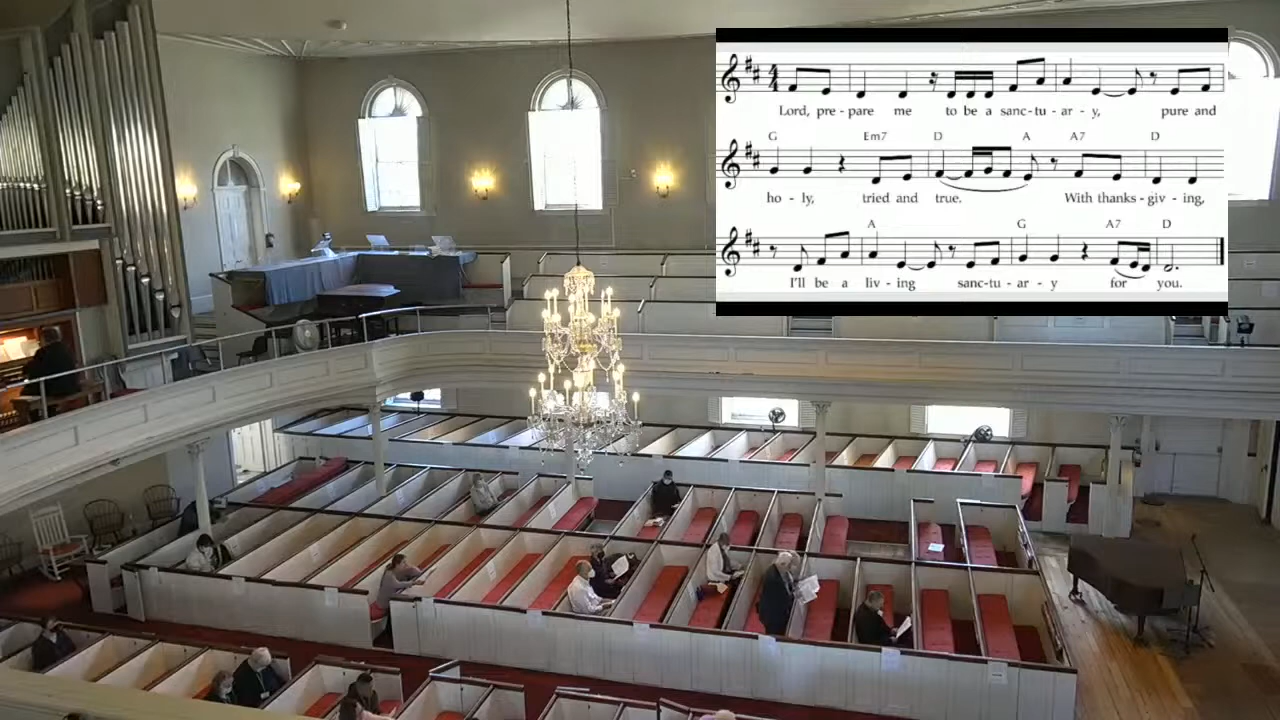 Lord, pre - pare me to be a sanc - tu - ar - y, pure and
G Em7 D A A7 D
ho - ly, tried and true. With thanks - giv - ing,
A G A7 D
I'll be a liv - ing sanc - tu - ar - y for you.